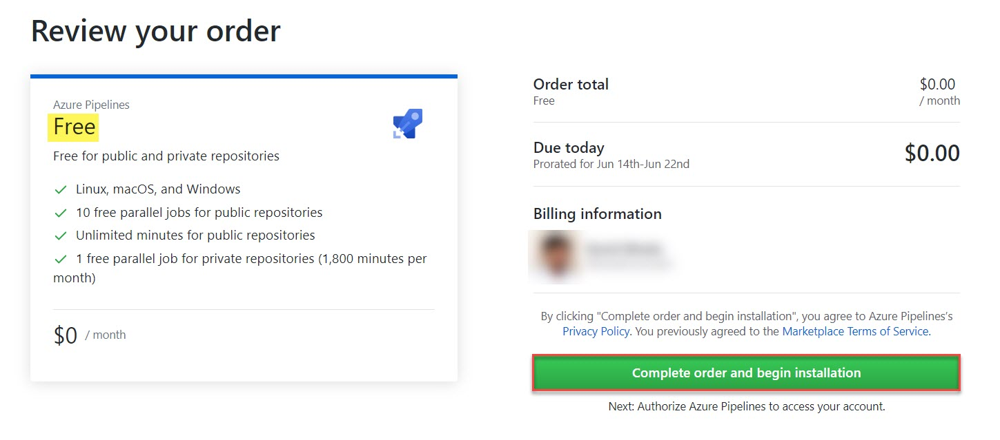 Review your order
Azure Pipelines
Free
Free for public and private repositories
Linux, macOS, and Windows
10 free parallel jobs for public repositories
Unlimited minutes for public repositories
1 free parallel job for private repositories (1,800 minutes per
month)
$0 / month
Order total $0.00
Free / month
Due today $0.00
Prorated for Jun 14th-Jun 22nd
Billing information
By clicking "Complete order and begin installation", you agree to Azure Pipelines's
Privacy Policy. You previously agreed to the Marketplace Terms of Service.
Complete order and begin installation
Next: Authorize Azure Pipelines to access your account.